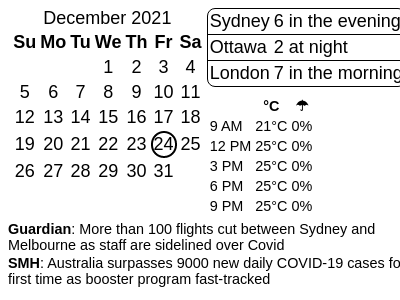 December 2021
Su Mo Tu We Th Fr Sa
1 2 3 4
5 6 7 8 9 10 11
12 13 14 15 16 17 18
19 20 21 22 23 24 25
26 27 28 29 30 31
Sydney 6 in the evening
Ottawa 2 at night
London 7 in the morning
°C ☂
9 AM 21°C 0%
12 PM 25°C 0%
3 PM 25°C 0%
6 PM 25°C 0%
9 PM 25°C 0%
Guardian: More than 100 flights cut between Sydney and
Melbourne as staff are sidelined over Covid
SMH: Australia surpasses 9000 new daily COVID-19 cases fo
first time as booster program fast-tracked